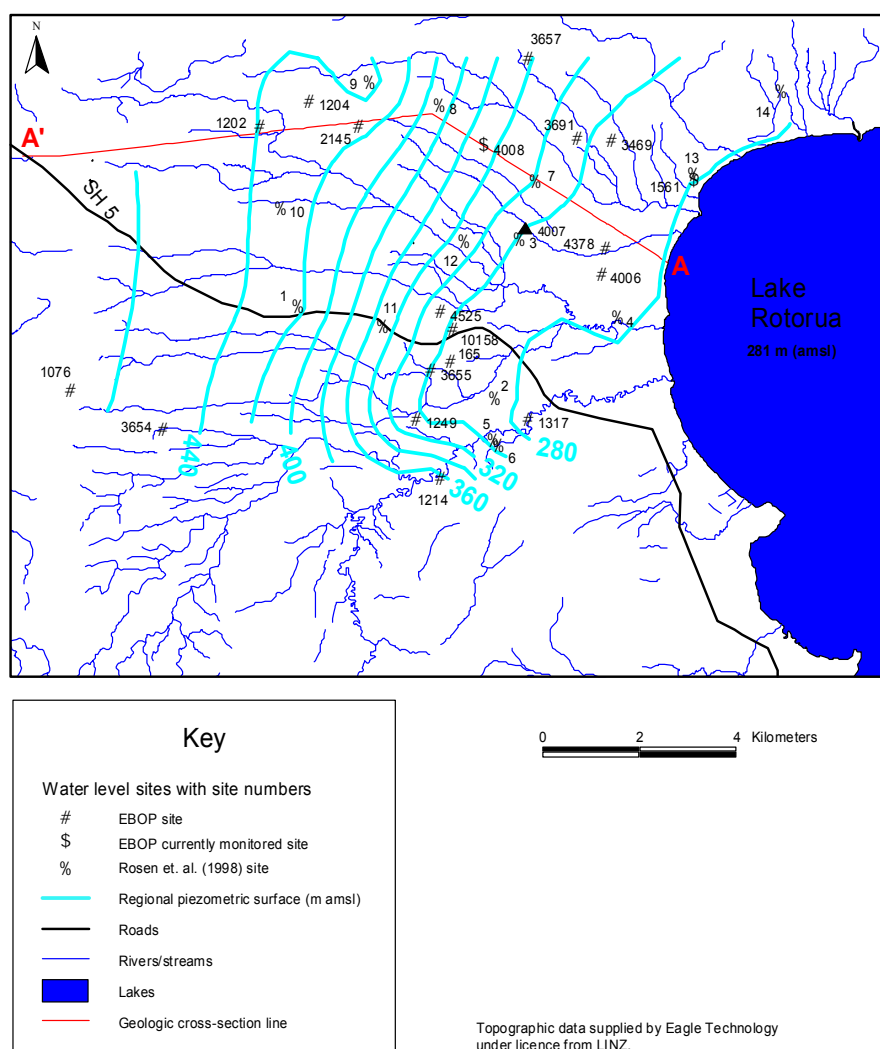 N
3657
9 %
% 14
# 1204
% 8
1202 #
2145 #
3691 #
# 3469
$ 4008
A'
13 %
1561 $
% 7
SH 5
% 10
4007
% 3
4378 #
12 %
A
# 4006
Lake
Rotorua
281 m (amsl)
1 %
11 %
# 4525
% 4
# 10158
# 165
# 3655
1076 #
% 2
# 1249
# 1317
3654 #
5 %
% 6
440
400
280
320
360
# 1214
Key
0 2 4 Kilometers
Water level sites with site numbers
# EBOP site
$ EBOP currently monitored site
% Rosen et. al. (1998) site
Regional piezometric surface (m amsl)
Roads
Rivers/streams
Lakes
Geologic cross-section line
Topographic data supplied by Eagle Technology
under licence from LINZ.